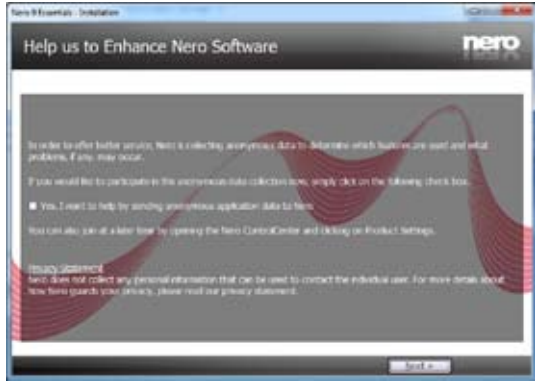 Nero 9 Essentials - Installation
Help us to Enhance Nero Software
nero
In order to offer better service, Nero is collecting anonymous data to determine which features are used and what
problems, if any, may occur.
If you would like to participate in this anonymous data collection now, simply click on the following check box.
Yes, I want to help by sending anonymous application data to Nero
You can also join at a later time by opening the Nero ControlCenter and clicking on Product Settings.
Privacy Statement
Nero does not collect any personal information that can be used to contact the individual user. For more details about
how Nero guards your privacy, please read our privacy statement.
Next >